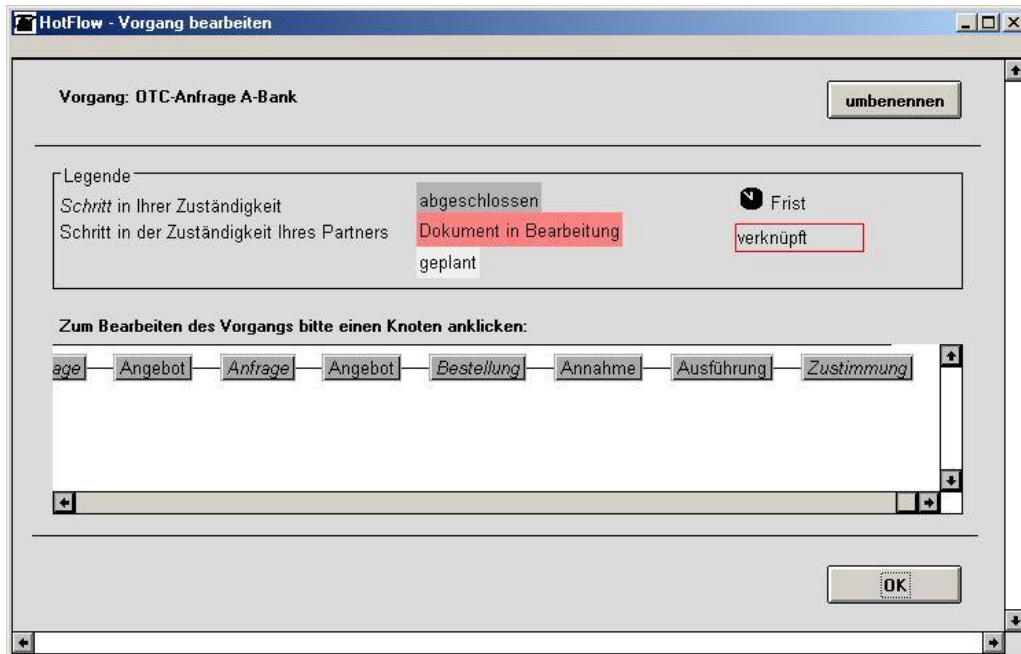 HotFlow - Vorgang bearbeiten
Vorgang: OTC-Anfrage A-Bank
umbenennen
Legende
Schritt in Ihrer Zuständigkeit
abgeschlossen
Frist
Schritt in der Zuständigkeit Ihres Partners
Dokument in Bearbeitung
verknüpft
geplant
Zum Bearbeiten des Vorgangs bitte einen Knoten anklicken:
age Angebot Anfrage Angebot Bestellung Annahme Ausführung Zustimmung
OK